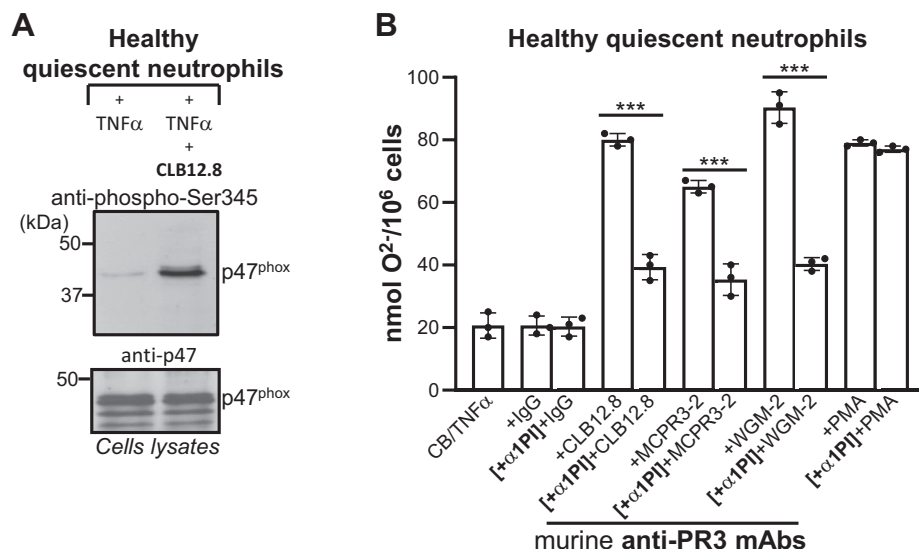 A
Healthy
quiescent neutrophils
+ +
TNFα TNFα
+
CLB12.8
anti-phospho-Ser345
(kDa)
50
p47phox
37
anti-p47
50
p47phox
Cells lysates
B
Healthy quiescent neutrophils
nmol O2-/10⁶ cells
100
80
60
40
20
0
***
***
***
CB/TNFα
+IgG
[+α1PI]+IgG
+CLB12.8
[+α1PI]+CLB12.8
+MCPR3-2
[+α1PI]+MCPR3-2
+WGM-2
[+α1PI]+WGM-2
+PMA
[+α1PI]+PMA
murine anti-PR3 mAbs